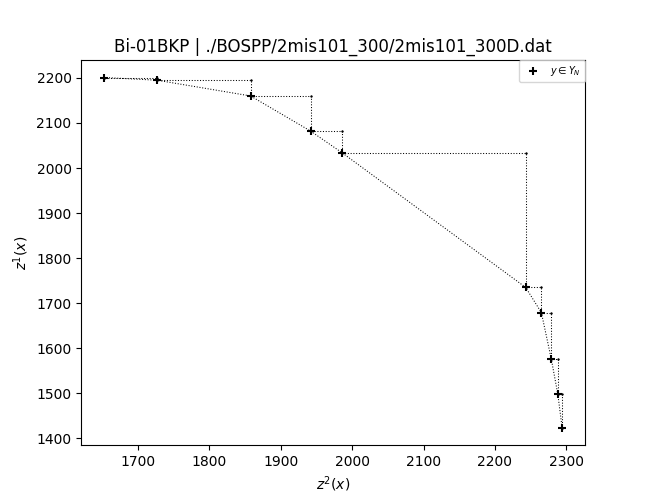 Bi-01BKP | ./BOSPP/2mis101_300/2mis101_300D.dat
y ∈ Y_N
2200
2100
2000
1900
1800
1700
1600
1500
1400
z^1(x)
1700 1800 1900 2000 2100 2200 2300
z^2(x)